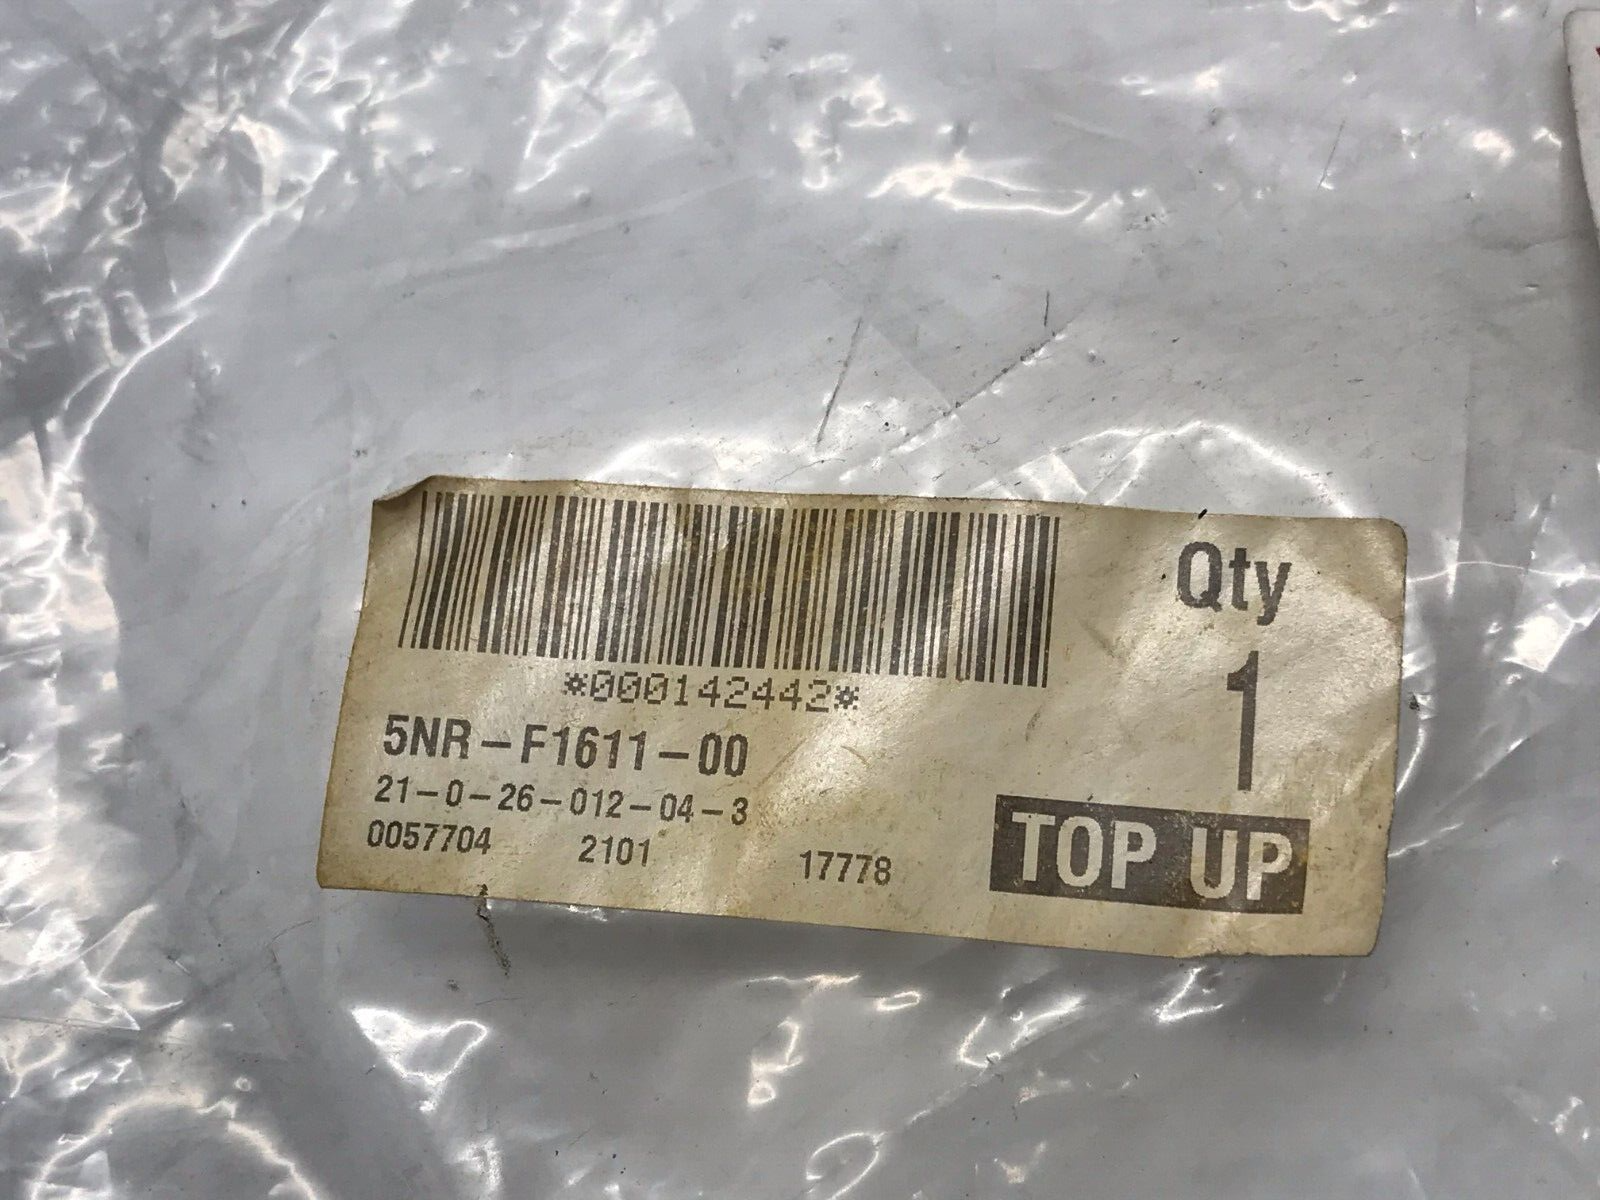 *000142442*
5NR-F1611-00
21-0-26-012-04-3
0057704 2101 17778
Qty
1
TOP UP